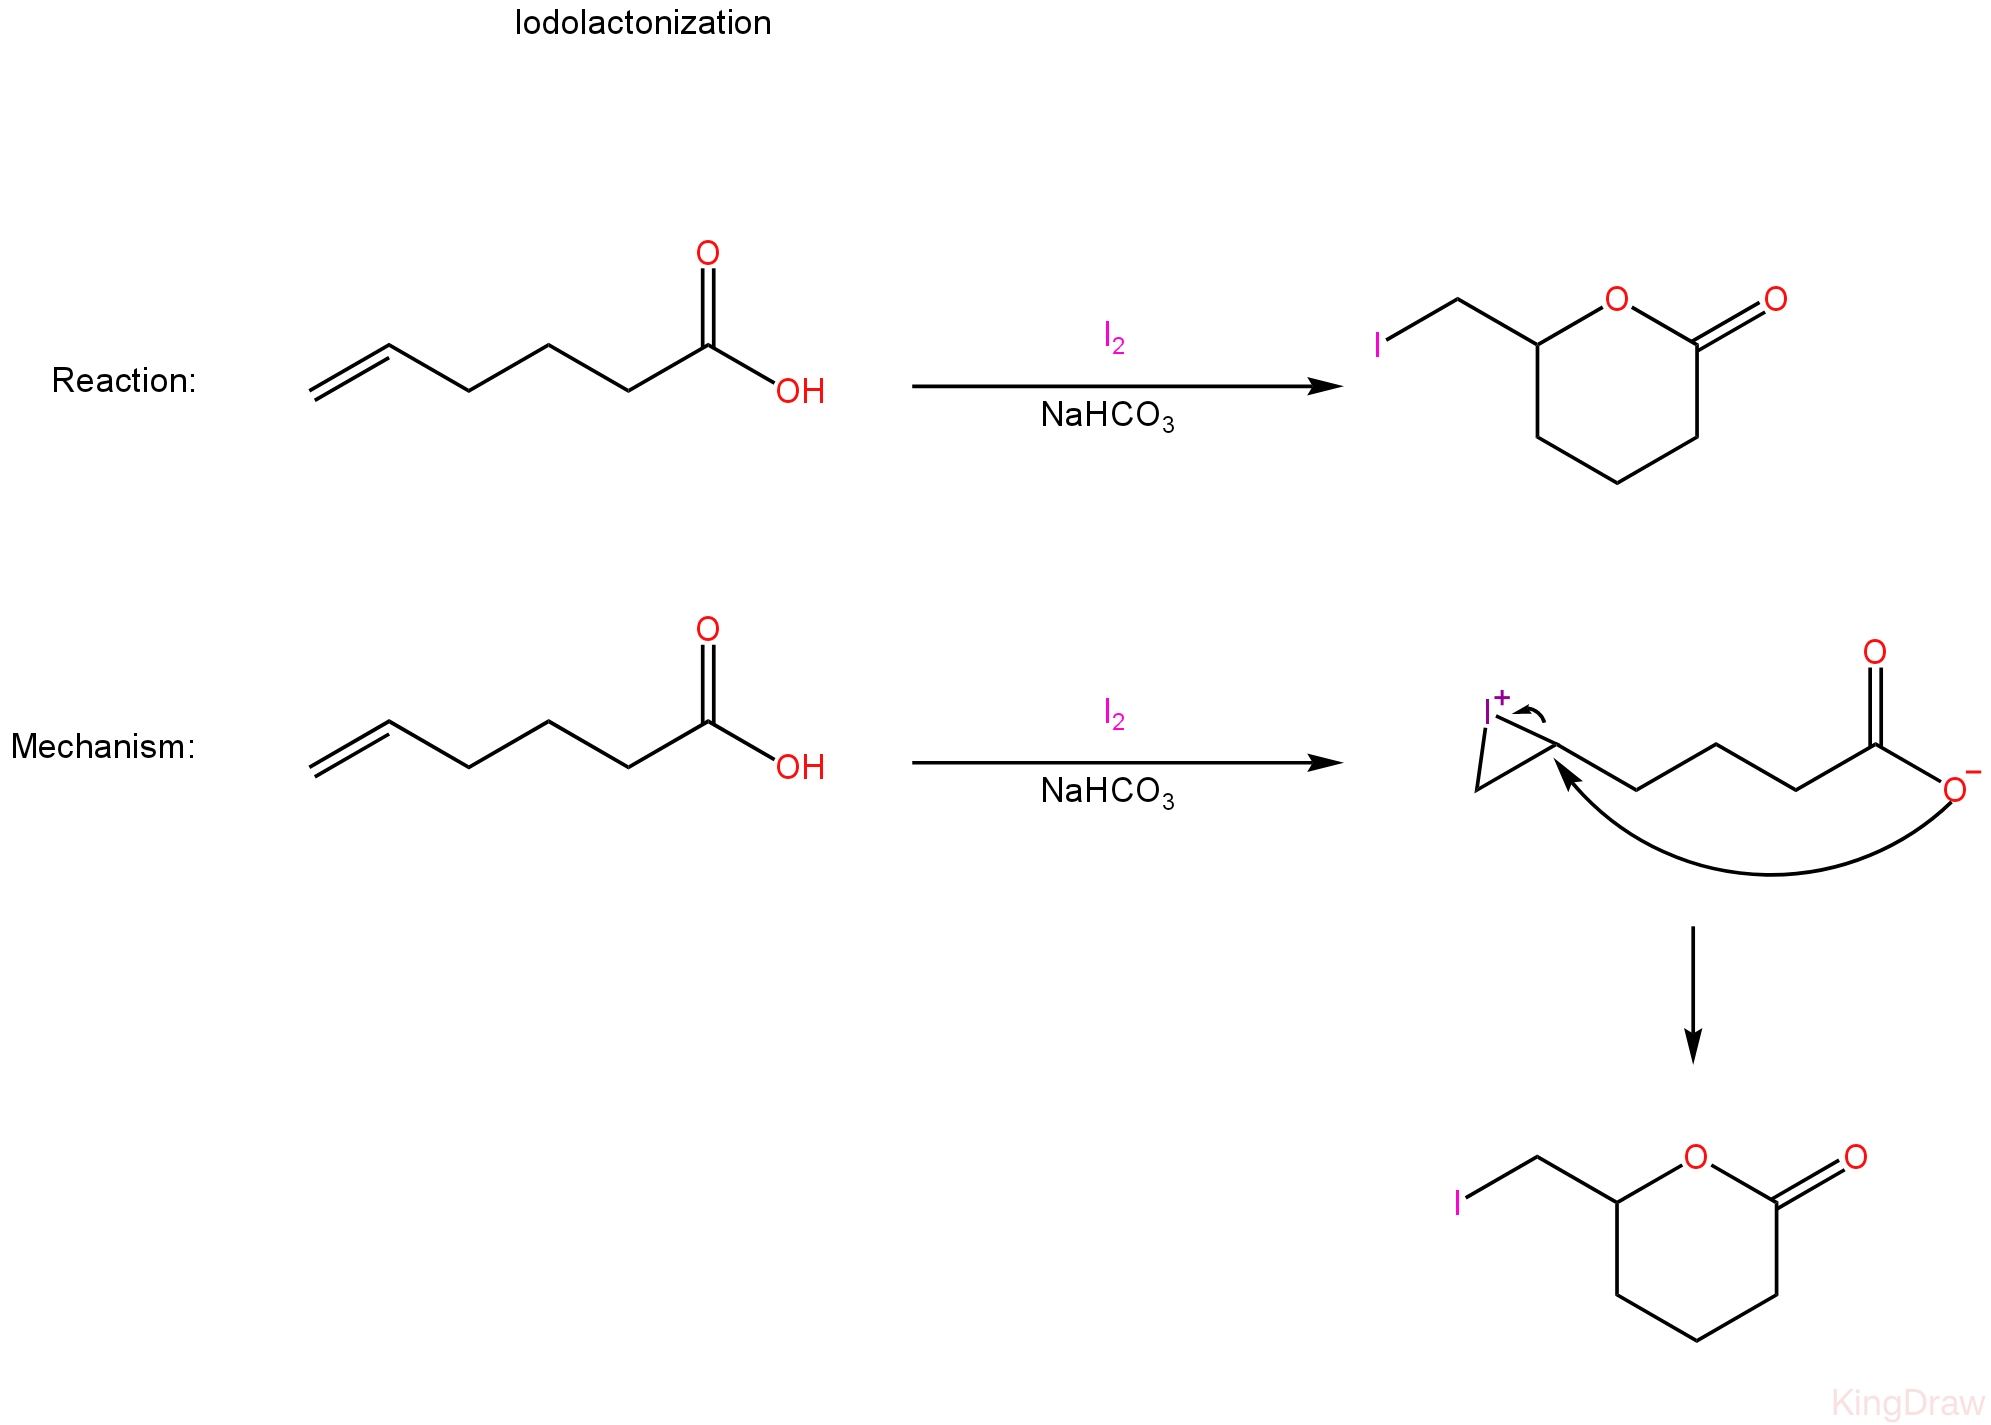 Iodolactonization
O
I₂
O
O
I
Reaction:
OH
NaHCO₃
O
O
I⁺
I₂
Mechanism:
OH
NaHCO₃
O⁻
O
O
I
KingDraw